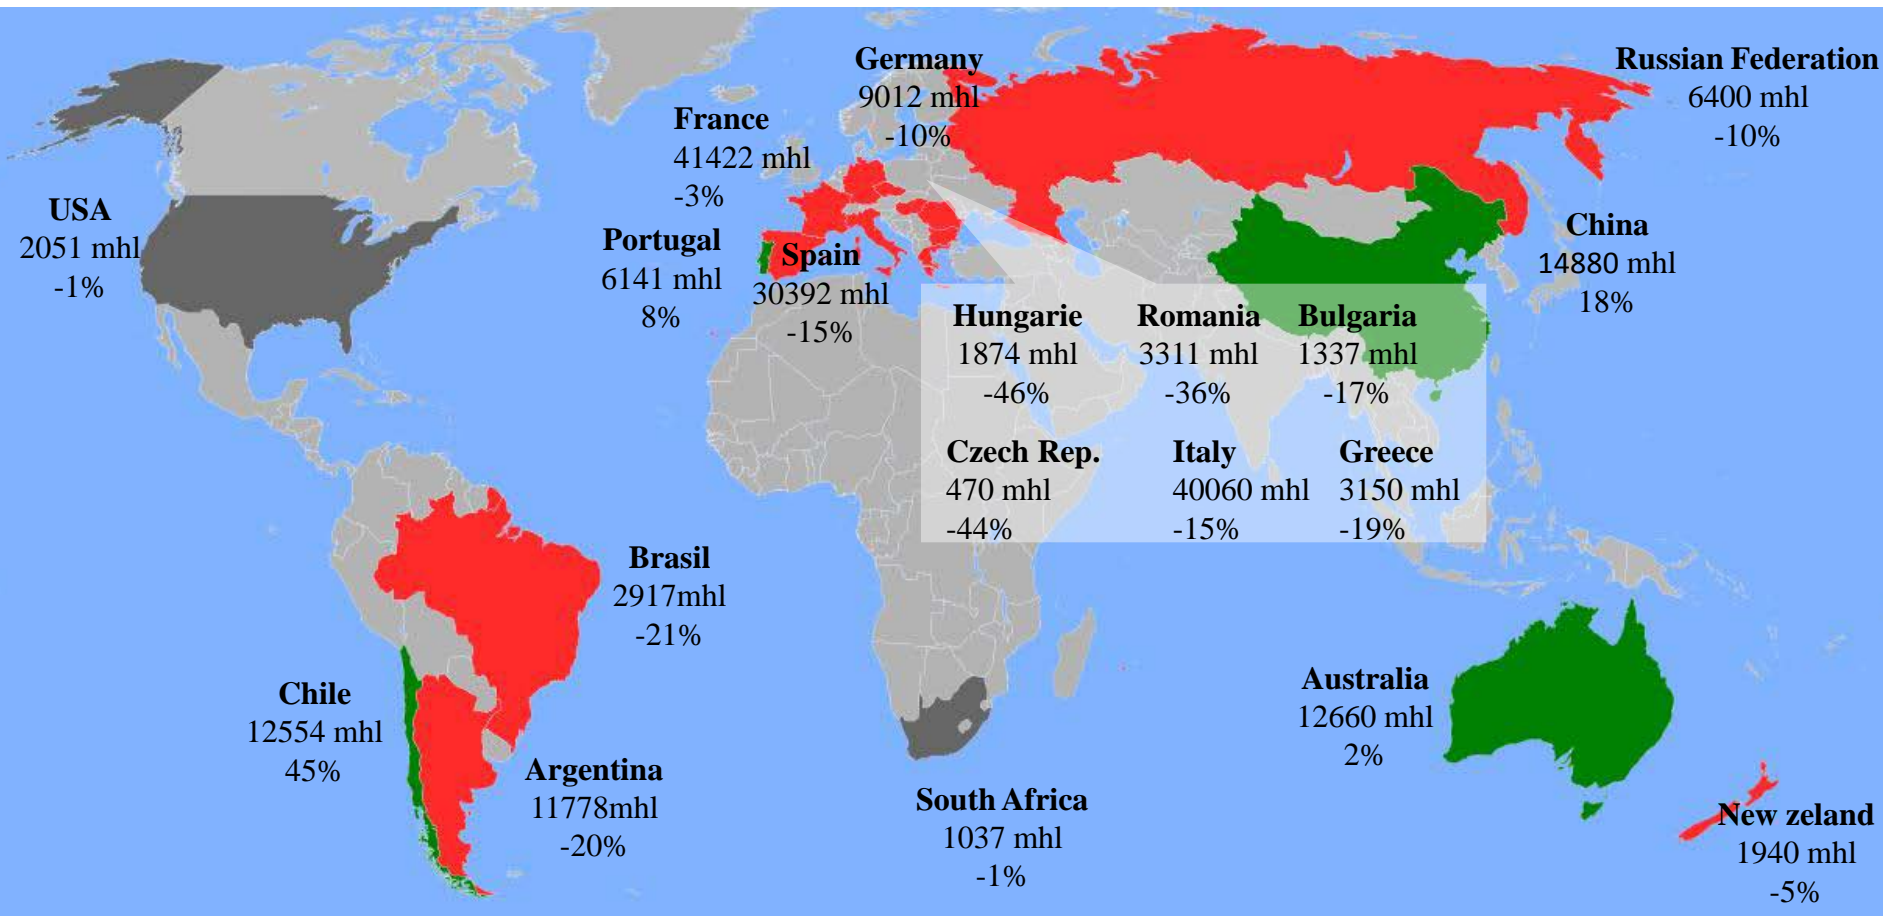 Germany
9012 mhl
-10%
Russian Federation
6400 mhl
-10%
France
41422 mhl
-3%
USA
2051 mhl
-1%
Portugal
6141 mhl
8%
Spain
30392 mhl
-15%
China
14880 mhl
18%
Hungarie
1874 mhl
-46%
Romania
3311 mhl
-36%
Bulgaria
1337 mhl
-17%
Czech Rep.
470 mhl
-44%
Italy
40060 mhl
-15%
Greece
3150 mhl
-19%
Brasil
2917mhl
-21%
Chile
12554 mhl
45%
Argentina
11778mhl
-20%
South Africa
1037 mhl
-1%
Australia
12660 mhl
2%
New zeland
1940 mhl
-5%